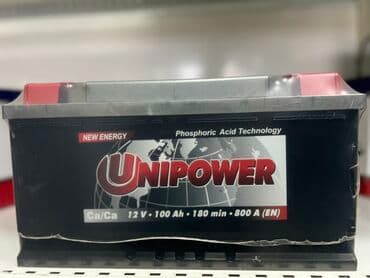 NEW ENERGY
Phosphoric Acid Technology
UNIPOWER
Ca/Ca
12 V • 100 Ah • 180 min • 800 A (EN)